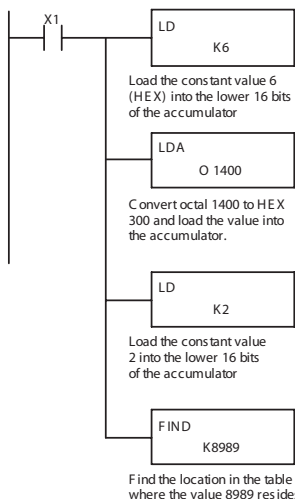 X1
LD
K6
Load the constant value 6
(HEX) into the lower 16 bits
of the accumulator
LDA
O 1400
Convert octal 1400 to HEX
300 and load the value into
the accumulator.
LD
K2
Load the constant value
2 into the lower 16 bits
of the accumulator
FIND
K8989
Find the location in the table
where the value 8989 reside